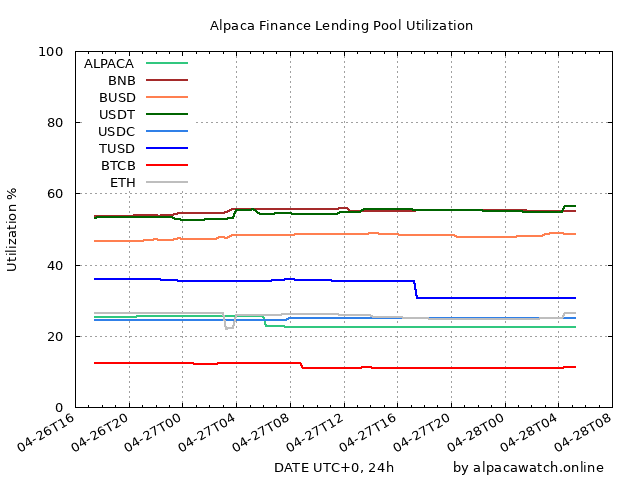 Alpaca Finance Lending Pool Utilization
100
80
60
40
20
0
Utilization %
ALPACA
BNB
BUSD
USDT
USDC
TUSD
BTCB
ETH
04-26T16
04-26T20
04-27T00
04-27T04
04-27T08
04-27T12
04-27T16
04-27T20
04-28T00
04-28T04
04-28T08
DATE UTC+0, 24h
by alpacawatch.online